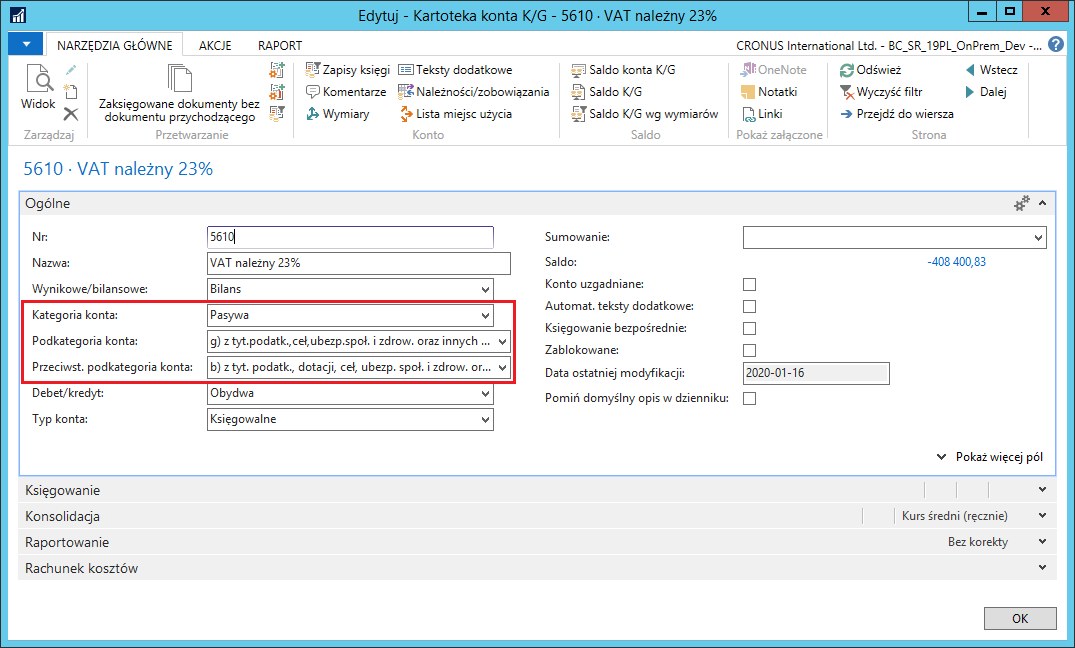 Edytuj - Kartoteka konta K/G - 5610 · VAT należny 23%
NARZĘDZIA GŁÓWNE AKCJE RAPORT CRONUS International Ltd. - BC_SR_19PL_OnPrem_Dev -...
Widok
Zarządzaj
Zaksięgowane dokumenty bez
dokumentu przychodzącego
Przetwarzanie
Zapisy księgi
Komentarze
Wymiary
Teksty dodatkowe
Należności/zobowiązania
Lista miejsc użycia
Konto
Saldo konta K/G
Saldo K/G
Saldo K/G wg wymiarów
Saldo
OneNote
Notatki
Linki
Pokaż załączone
Odśwież
Wyczyść filtr
Przejdź do wiersza
Wstecz
Dalej
Strona
5610 · VAT należny 23%
Ogólne
Nr: 5610
Nazwa: VAT należny 23%
Wynikowe/bilansowe: Bilans
Kategoria konta: Pasywa
Podkategoria konta: g) z tyt.podatk.,ceł,ubezp.społ. i zdrow. oraz innych ...
Przeciwst. podkategoria konta: b) z tyt. podatk., dotacji, ceł, ubezp. społ. i zdrow. or...
Debet/kredyt: Obydwa
Typ konta: Księgowalne
Sumowanie:
Saldo: -408 400,83
Konto uzgadniane:
Automat. teksty dodatkowe:
Księgowanie bezpośrednie:
Zablokowane:
Data ostatniej modyfikacji: 2020-01-16
Pomiń domyślny opis w dzienniku:
Pokaż więcej pól
Księgowanie
Konsolidacja Kurs średni (ręcznie)
Raportowanie Bez korekty
Rachunek kosztów
OK